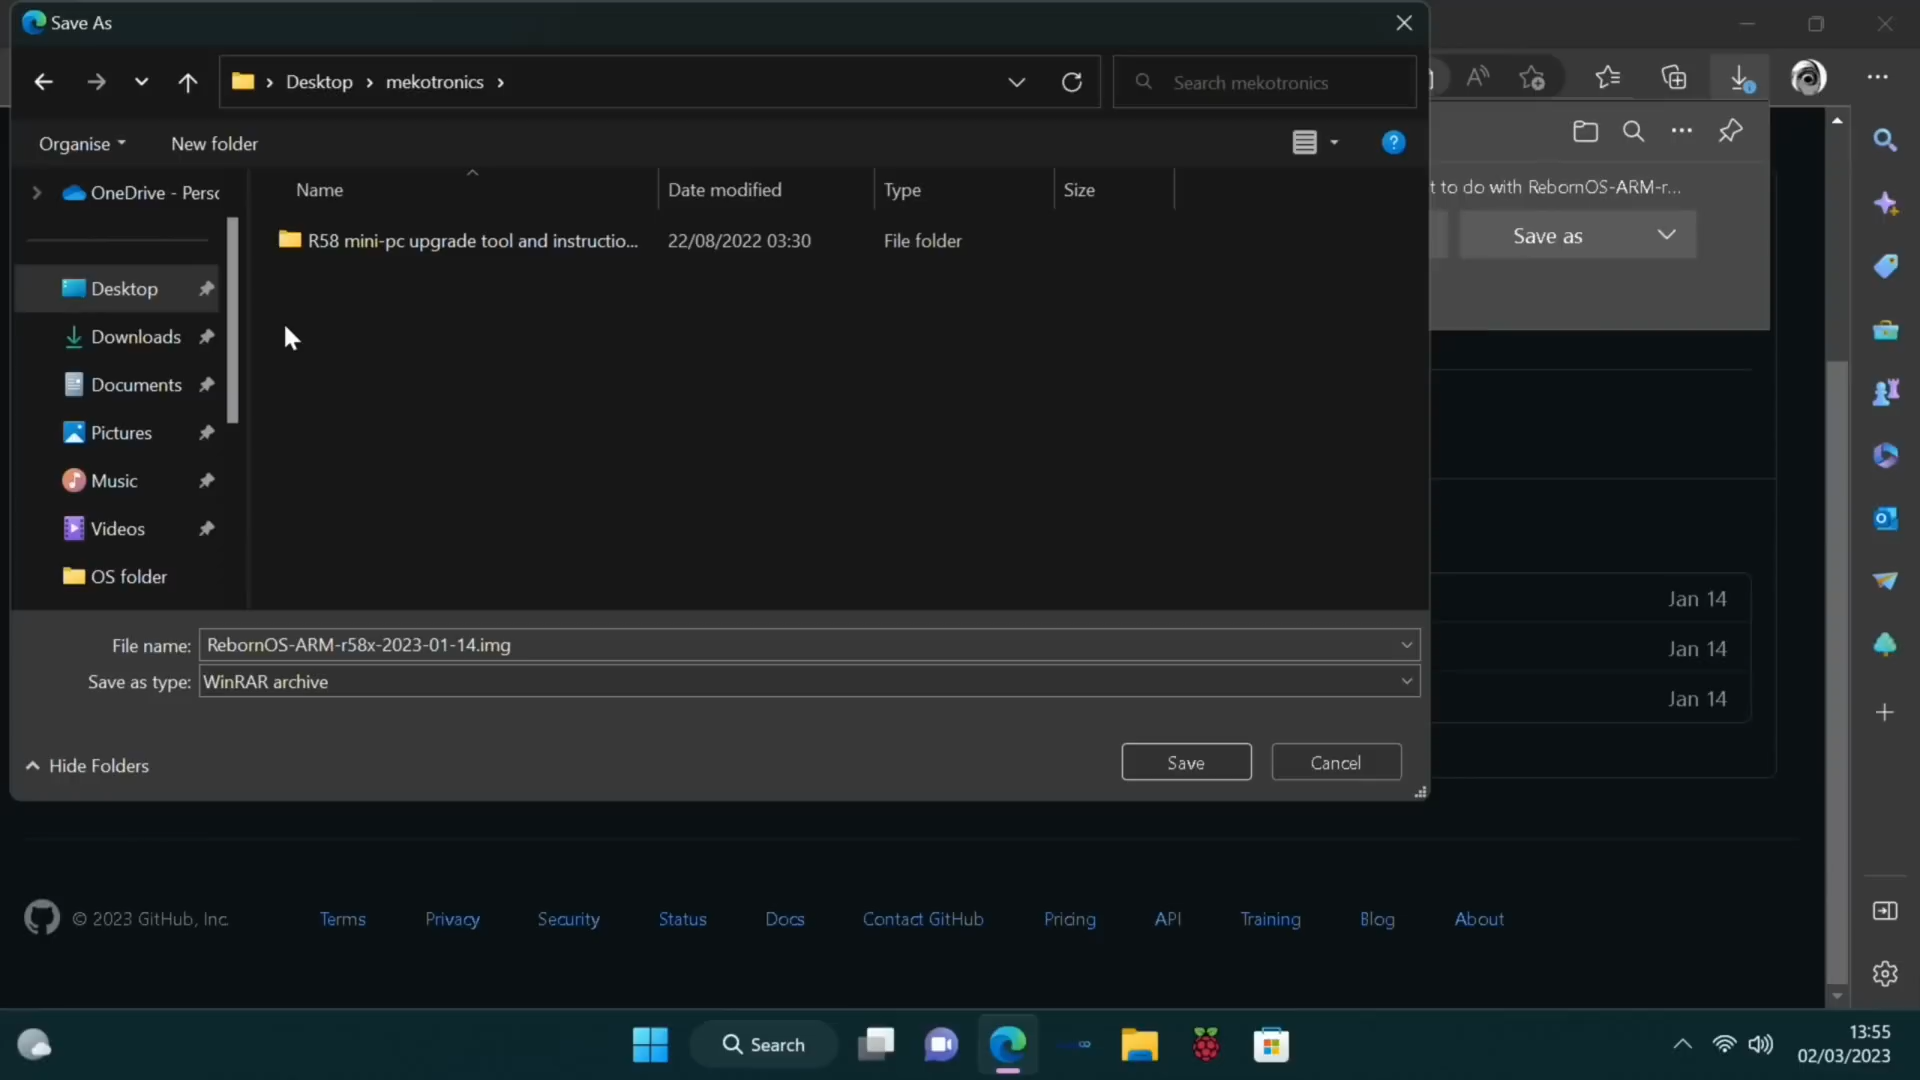 Save As
Desktop > mekotronics >
Search mekotronics
Organise
New folder
OneDrive - Persc
Name
Date modified
Type
Size
R58 mini-pc upgrade tool and instructio...
22/08/2022 03:30
File folder
t to do with RebornOS-ARM-r...
Save as
Desktop
Downloads
Documents
Pictures
Music
Videos
OS folder
Jan 14
Jan 14
Jan 14
File name: RebornOS-ARM-r58x-2023-01-14.img
Save as type: WinRAR archive
Hide Folders
Save
Cancel
© 2023 GitHub, Inc.
Terms
Privacy
Security
Status
Docs
Contact GitHub
Pricing
API
Training
Blog
About
Search
13:55
02/03/2023